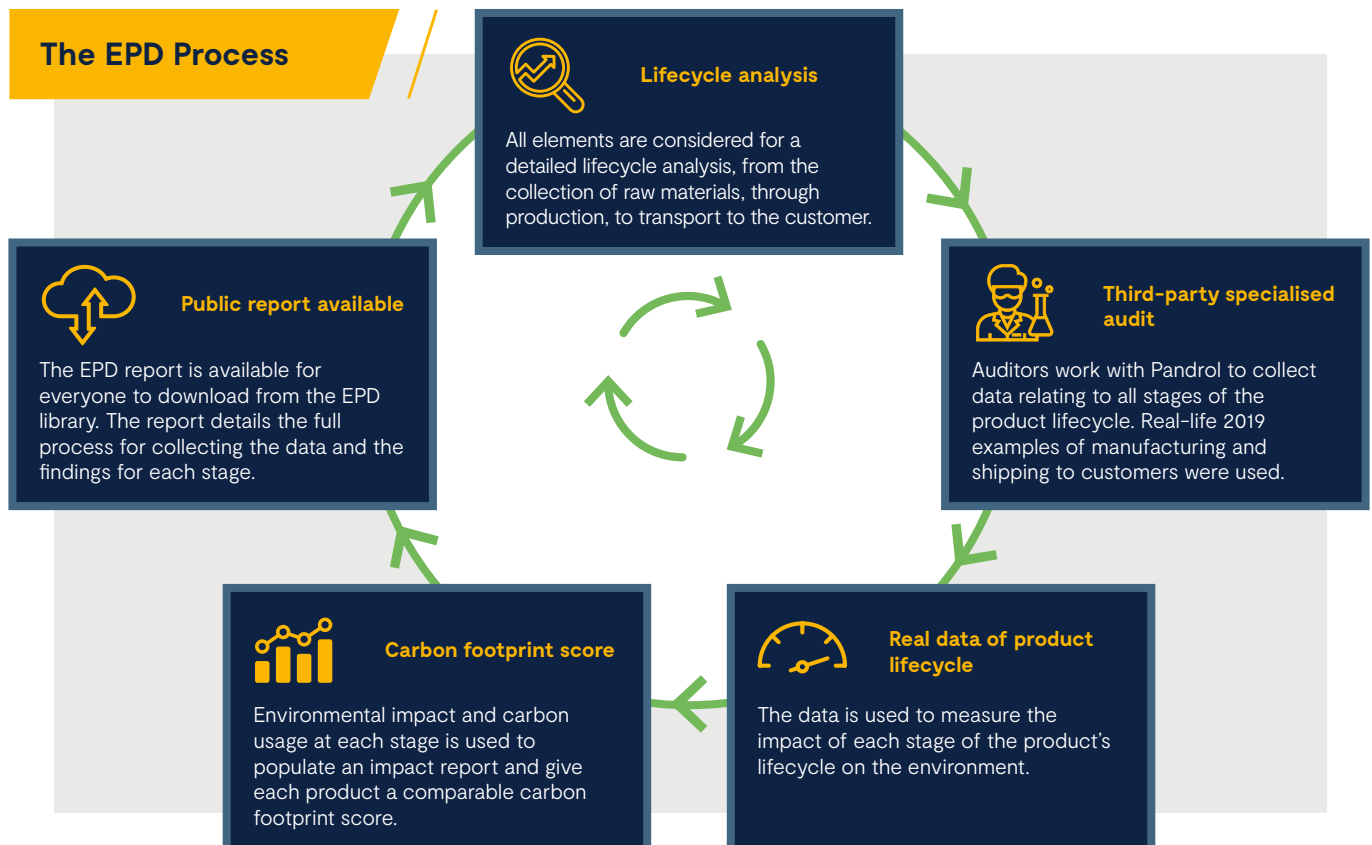 The EPD Process
Lifecycle analysis
All elements are considered for a
detailed lifecycle analysis, from the
collection of raw materials, through
production, to transport to the customer.
Third-party specialised
audit
Auditors work with Pandrol to collect
data relating to all stages of the
product lifecycle. Real-life 2019
examples of manufacturing and
shipping to customers were used.
Real data of product
lifecycle
The data is used to measure the
impact of each stage of the product's
lifecycle on the environment.
Carbon footprint score
Environmental impact and carbon
usage at each stage is used to
populate an impact report and give
each product a comparable carbon
footprint score.
Public report available
The EPD report is available for
everyone to download from the EPD
library. The report details the full
process for collecting the data and the
findings for each stage.